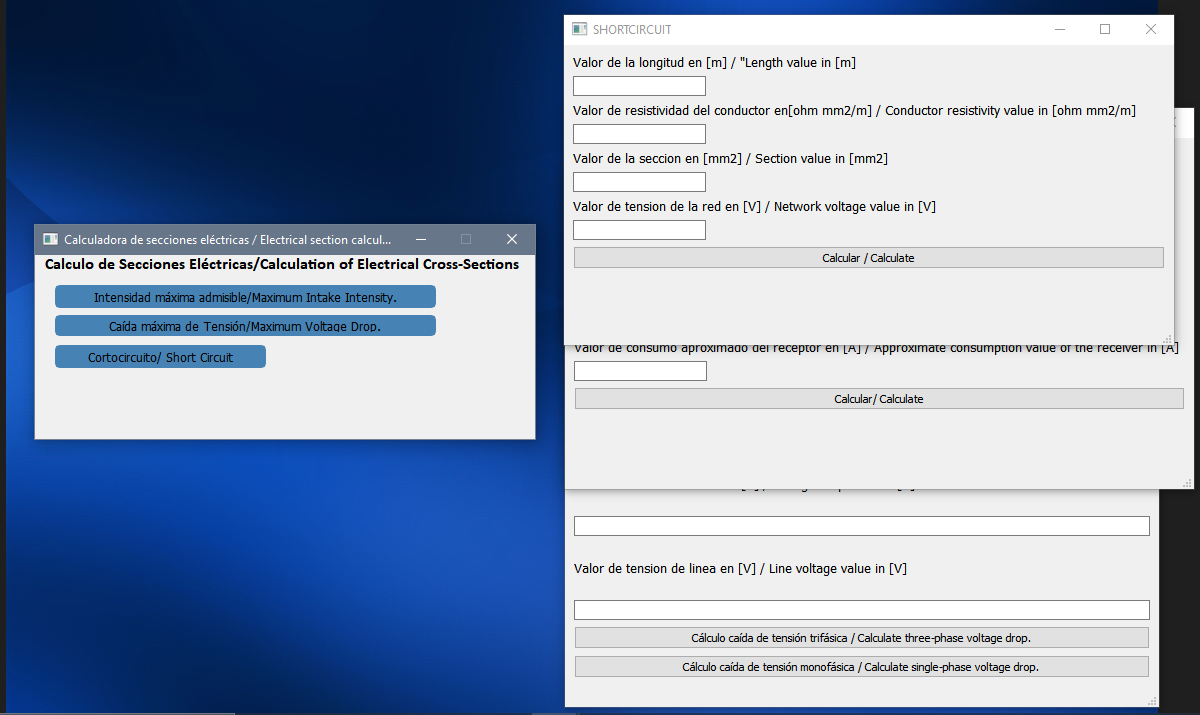 SHORTCIRCUIT
Valor de la longitud en [m] / "Length value in [m]
Valor de resistividad del conductor en[ohm mm2/m] / Conductor resistivity value in [ohm mm2/m]
Valor de la seccion en [mm2] / Section value in [mm2]
Valor de tension de la red en [V] / Network voltage value in [V]
Calcular / Calculate
Calculadora de secciones eléctricas / Electrical section calcul...
Calculo de Secciones Eléctricas/Calculation of Electrical Cross-Sections
Intensidad máxima admisible/Maximum Intake Intensity.
Caída máxima de Tensión/Maximum Voltage Drop.
Cortocircuito/ Short Circuit
Valor de consumo aproximado del receptor en [A] / Approximate consumption value of the receiver in [A]
Calcular/ Calculate
Valor de tension de linea en [V] / Line voltage value in [V]
Cálculo caída de tensión trifásica / Calculate three-phase voltage drop.
Cálculo caída de tensión monofásica / Calculate single-phase voltage drop.